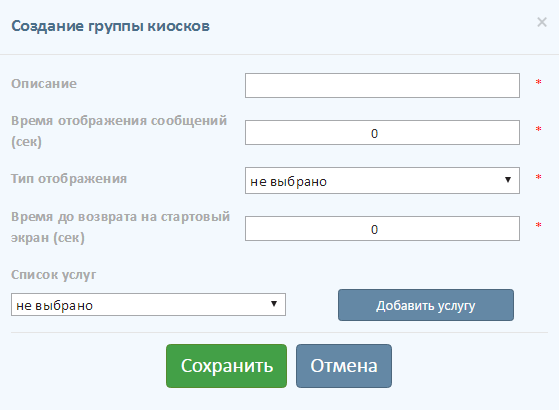 Создание группы киосков ×
Описание *
Время отображения сообщений
(сек) 0 *
Тип отображения не выбрано *
Время до возврата на стартовый
экран (сек) 0 *
Список услуг
не выбрано Добавить услугу
Сохранить Отмена